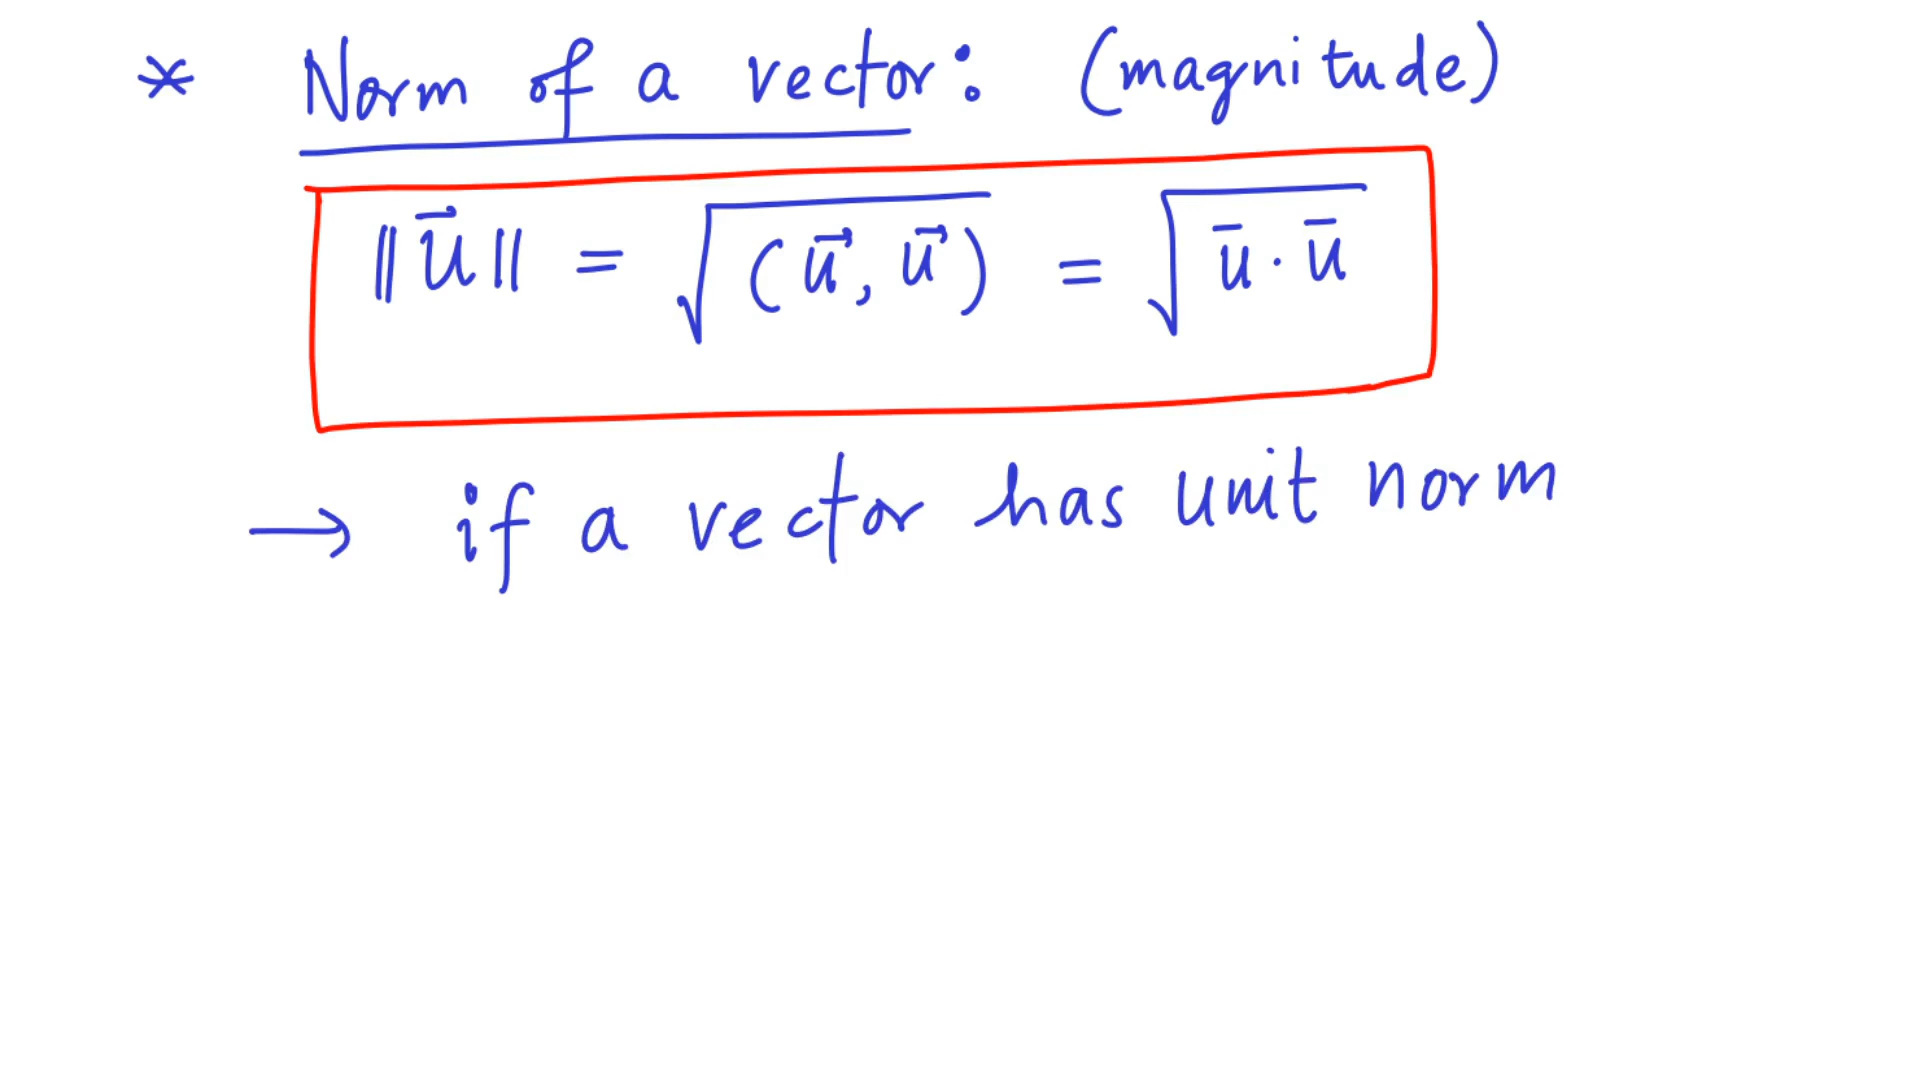 * Norm of a vector: (magnitude)
‖u⃗‖ = √(u⃗, u⃗) = √ū · ū
→ if a vector has unit norm